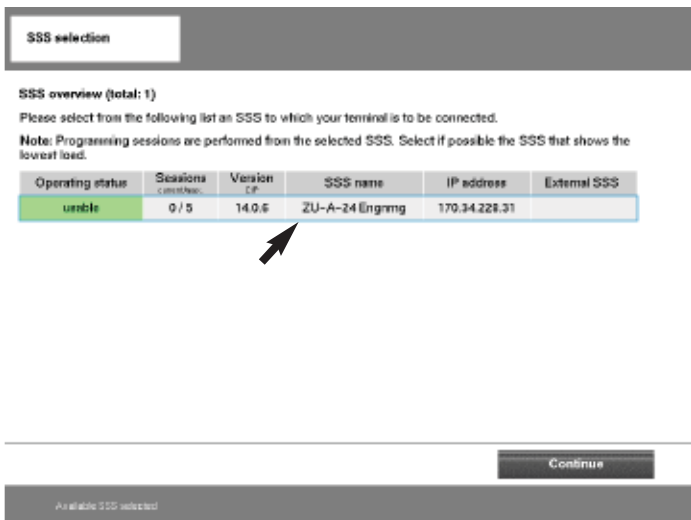 SSS selection
SSS overview (total: 1)
Please select from the following list an SSS to which your terminal is to be connected.
Note: Programming sessions are performed from the selected SSS. Select if possible the SSS that shows the
lowest load.
Operating status Sessions Version SSS name IP address External SSS
usable 0 / 5 14.0.6 ZU-A-24 Engnrng 170.34.228.31
Continue
Available SSS selected